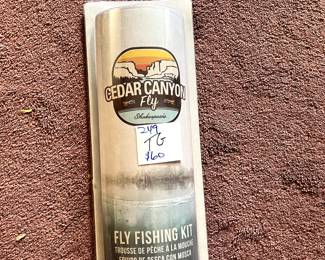 CEDAR CANYON
Fly
Shakespeare
249
TG
$60
FLY FISHING KIT
TROUSSE DE PÊCHE À LA MOUCHE
EQUIPO DE PESCA CON MOSCA